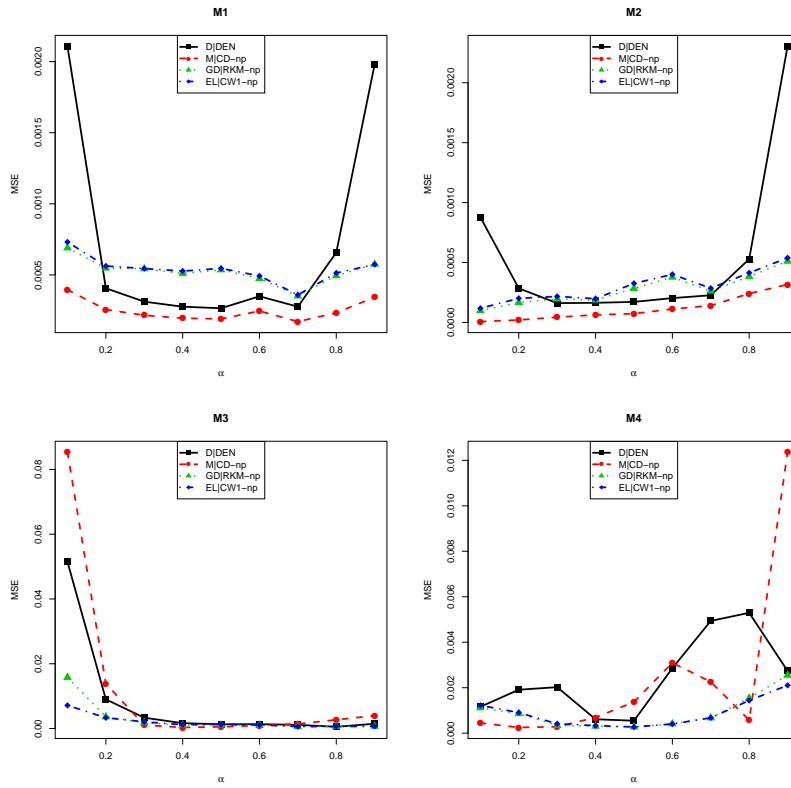 M1
D|DEN
M|CD−np
GD|RKM−np
EL|CW1−np
MSE
0.0020
0.0015
0.0010
0.0005
0.2 0.4 0.6 0.8
α
M2
D|DEN
M|CD−np
GD|RKM−np
EL|CW1−np
MSE
0.0020
0.0015
0.0010
0.0005
0.0000
0.2 0.4 0.6 0.8
α
M3
D|DEN
M|CD−np
GD|RKM−np
EL|CW1−np
MSE
0.08
0.06
0.04
0.02
0.00
0.2 0.4 0.6 0.8
α
M4
D|DEN
M|CD−np
GD|RKM−np
EL|CW1−np
MSE
0.012
0.010
0.008
0.006
0.004
0.002
0.000
0.2 0.4 0.6 0.8
α